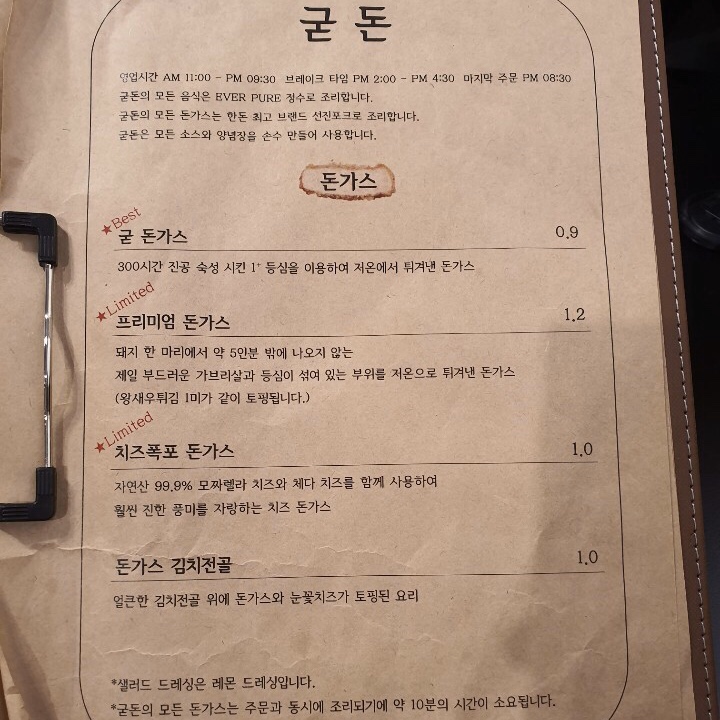 굳 돈
영업시간 AM 11:00 - PM 09:30 브레이크 타임 PM 2:00 - PM 4:30 마지막 주문 PM 08:30
굳돈의 모든 음식은 EVER PURE 정수로 조리합니다.
굳돈의 모든 돈가스는 한돈 최고 브랜드 선진포크로 조리합니다.
굳돈은 모든 소스와 양념장을 손수 만들어 사용합니다.
돈가스
★Best
굳 돈가스 0.9
300시간 진공 숙성 시킨 1⁺ 등심을 이용하여 저온에서 튀겨낸 돈가스
★Limited
프리미엄 돈가스 1.2
돼지 한 마리에서 약 5인분 밖에 나오지 않는
제일 부드러운 가브리살과 등심이 섞여 있는 부위를 저온으로 튀겨낸 돈가스
(왕새우튀김 1미가 같이 토핑됩니다.)
★Limited
치즈폭포 돈가스 1.0
자연산 99.9% 모짜렐라 치즈와 체다 치즈를 함께 사용하여
훨씬 진한 풍미를 자랑하는 치즈 돈가스
돈가스 김치전골 1.0
얼큰한 김치전골 위에 돈가스와 눈꽃치즈가 토핑된 요리
*샐러드 드레싱은 레몬 드레싱입니다.
*굳돈의 모든 돈가스는 주문과 동시에 조리되기에 약 10분의 시간이 소요됩니다.